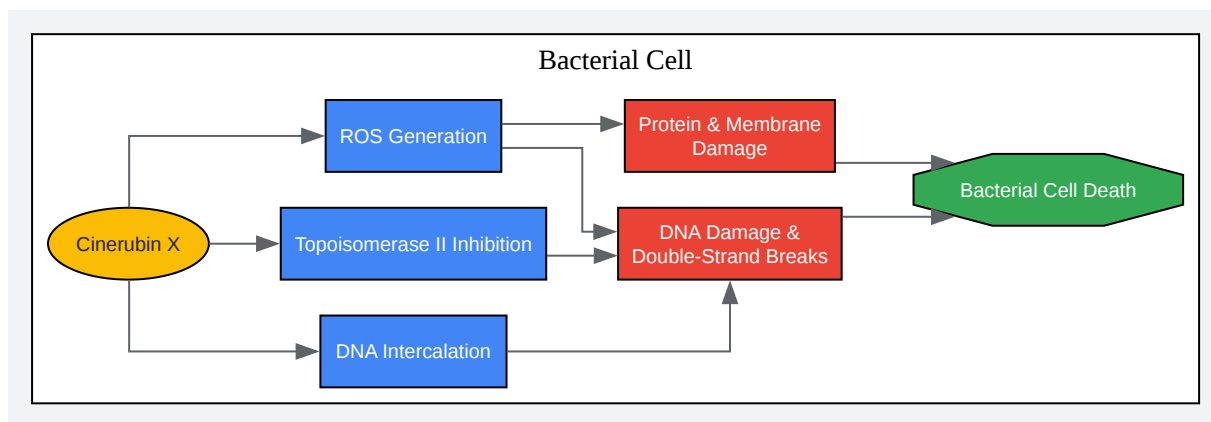 Bacterial Cell
ROS Generation
Protein & Membrane
Damage
Bacterial Cell Death
Cinerubin X
Topoisomerase II Inhibition
DNA Damage &
Double-Strand Breaks
DNA Intercalation